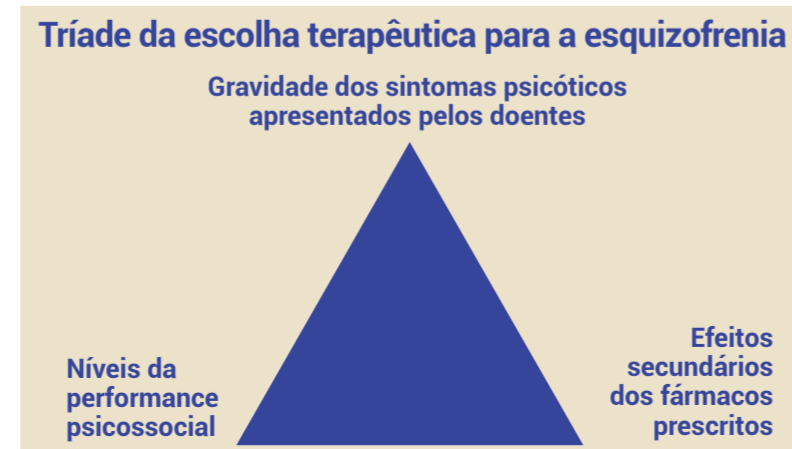 Tríade da escolha terapêutica para a esquizofrenia
Gravidade dos sintomas psicóticos
apresentados pelos doentes
Níveis da
performance
psicossocial
Efeitos
secundários
dos fármacos
prescritos